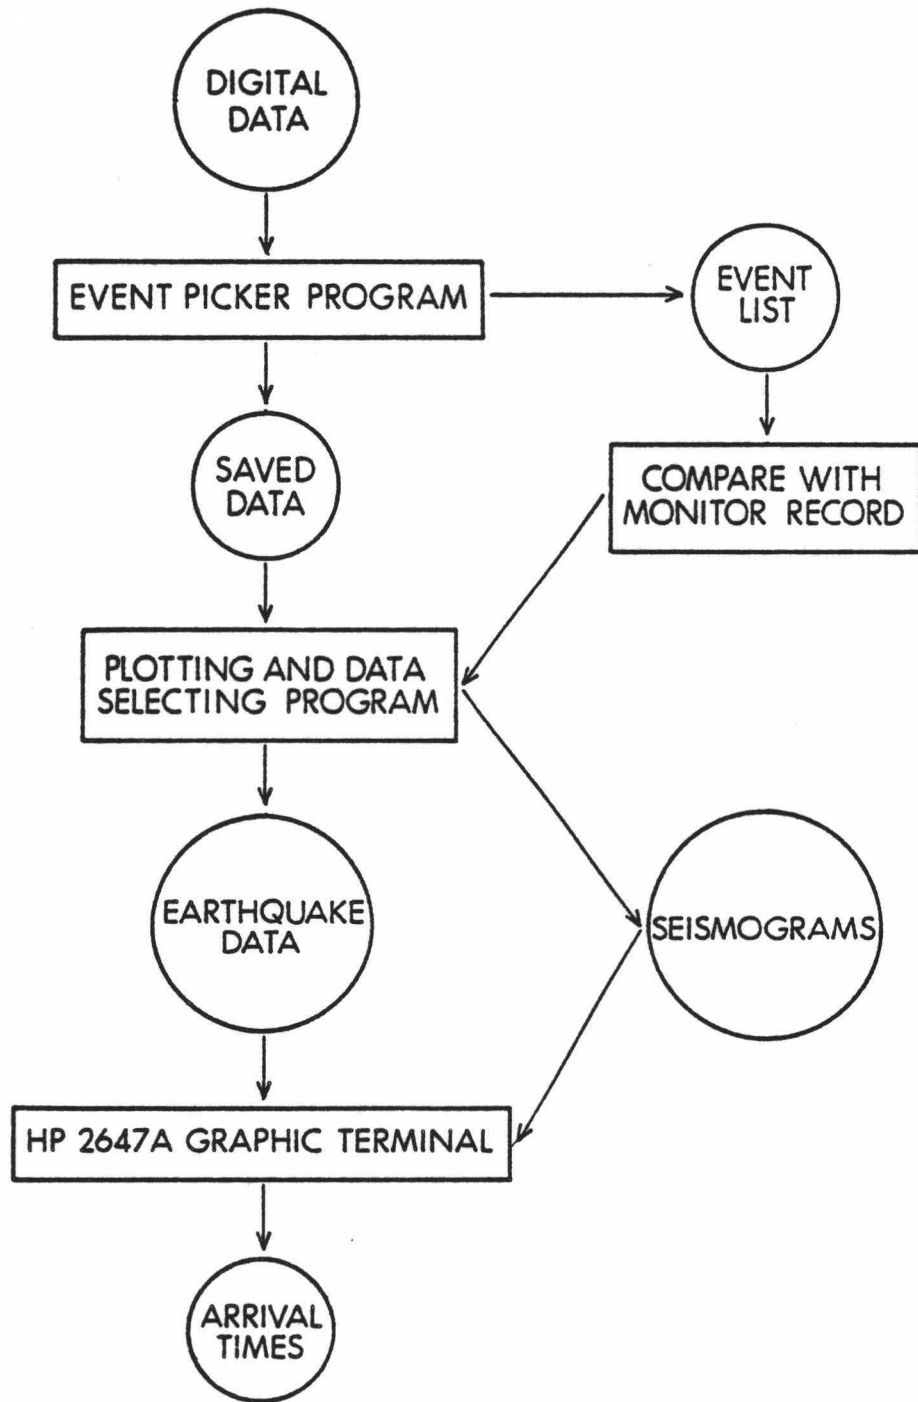 DIGITAL
DATA
EVENT PICKER PROGRAM
EVENT
LIST
SAVED
DATA
COMPARE WITH
MONITOR RECORD
PLOTTING AND DATA
SELECTING PROGRAM
EARTHQUAKE
DATA
SEISMOGRAMS
HP 2647A GRAPHIC TERMINAL
ARRIVAL
TIMES